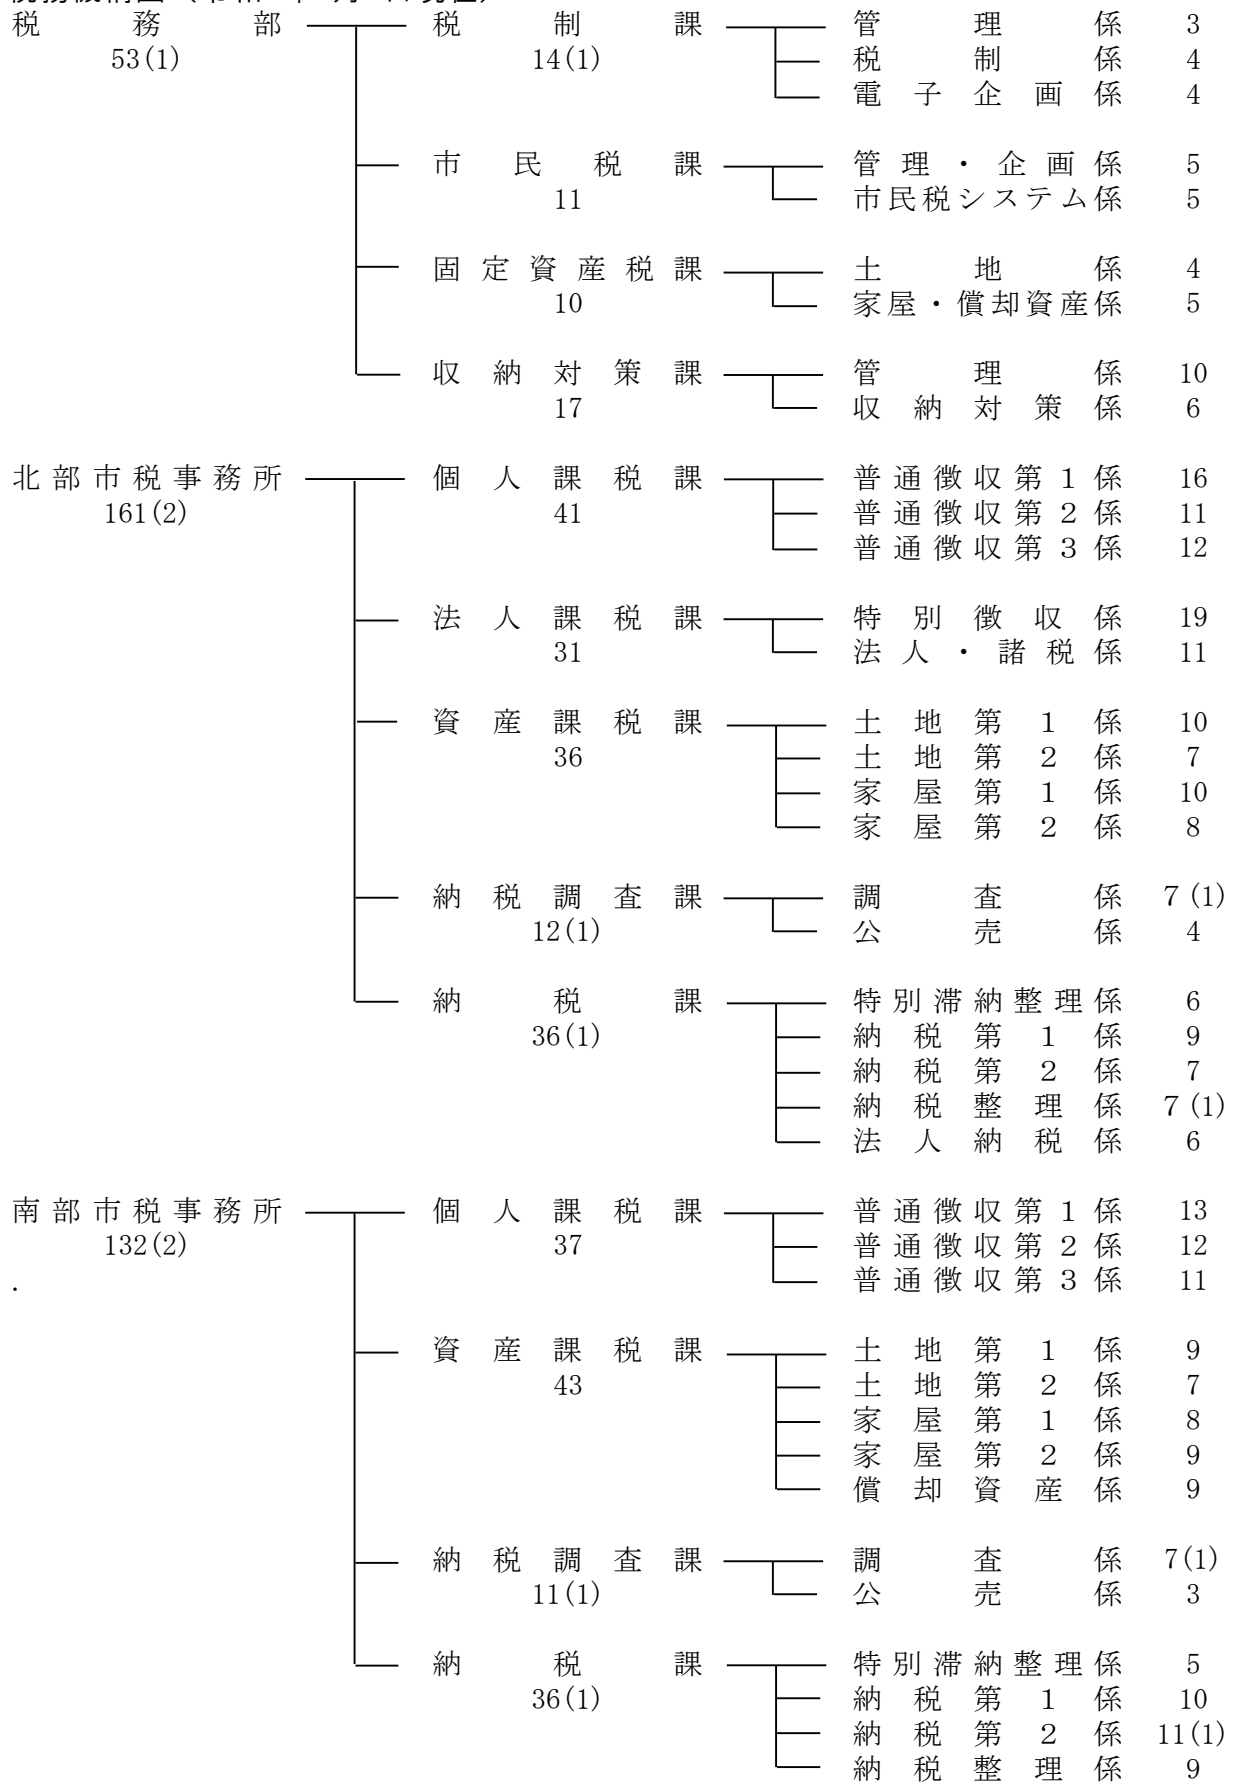 税務部 税制課 管理係 3
53(1) 14(1) 税制係 4
電子企画係 4
市民税課 管理・企画係 5
11 市民税システム係 5
固定資産税課 土地係 4
10 家屋・償却資産係 5
収納対策課 管理係 10
17 収納対策係 6
北部市税事務所 個人課税課 普通徴収第1係 16
161(2) 41 普通徴収第2係 11
普通徴収第3係 12
法人課税課 特別徴収係 19
31 法人・諸税係 11
資産課税課 土地第1係 10
36 土地第2係 7
家屋第1係 10
家屋第2係 8
納税調査課 調査係 7(1)
12(1) 公売係 4
納税課 特別滞納整理係 6
36(1) 納税第1係 9
納税第2係 7
納税整理係 7(1)
法人納税係 6
南部市税事務所 個人課税課 普通徴収第1係 13
132(2) 37 普通徴収第2係 12
. 普通徴収第3係 11
資産課税課 土地第1係 9
43 土地第2係 7
家屋第1係 8
家屋第2係 9
償却資産係 9
納税調査課 調査係 7(1)
11(1) 公売係 3
納税課 特別滞納整理係 5
36(1) 納税第1係 10
納税第2係 11(1)
納税整理係 9